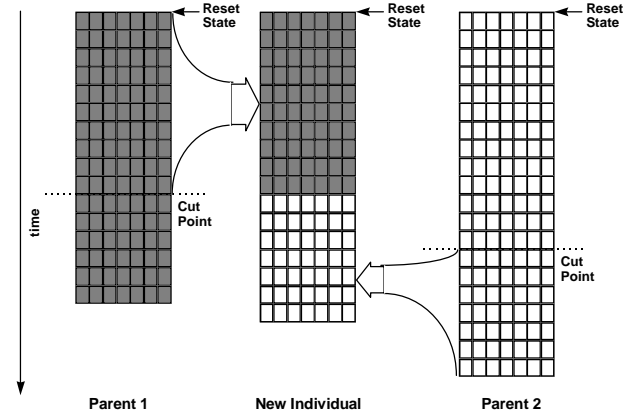 Reset
State
Reset
State
Reset
State
Cut
Point
time
Cut
Point
Parent 1
New Individual
Parent 2